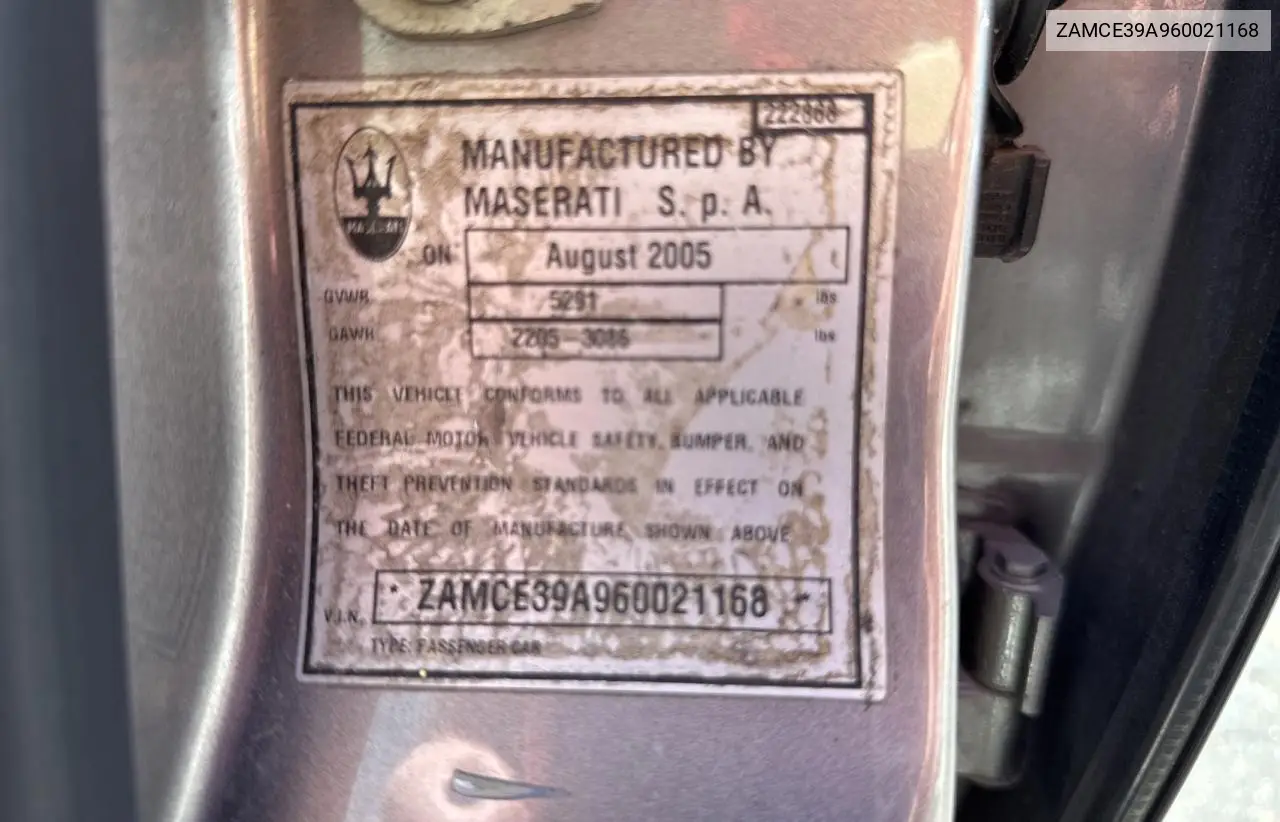 ZAMCE39A960021168
222868
MANUFACTURED BY
MASERATI S. p. A.
MASERATI
ON August 2005
GVWR 5291 lbs
GAWR 2205-3086 lbs
THIS VEHICLE CONFORMS TO ALL APPLICABLE
FEDERAL MOTOR VEHICLE SAFETY, BUMPER, AND
THEFT PREVENTION STANDARDS IN EFFECT ON
THE DATE OF MANUFACTURE SHOWN ABOVE
V.I.N. * ZAMCE39A960021168 *
TYPE: PASSENGER CAR